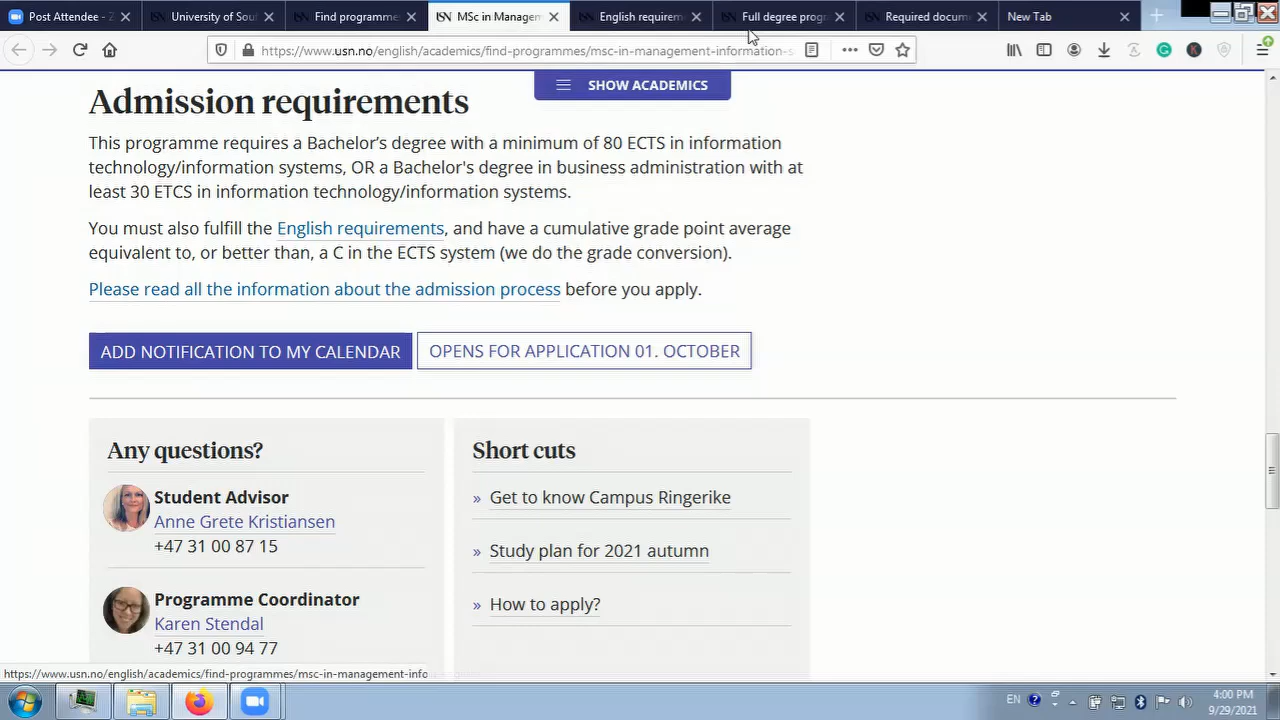 Post Attendee - Z
University of Sou
Find programme
MSc in Managem
English requirem
Full degree progr
Required docum
New Tab
https://www.usn.no/english/academics/find-programmes/msc-in-management-information-s
SHOW ACADEMICS
Admission requirements
This programme requires a Bachelor's degree with a minimum of 80 ECTS in information
technology/information systems, OR a Bachelor's degree in business administration with at
least 30 ETCS in information technology/information systems.
You must also fulfill the English requirements, and have a cumulative grade point average
equivalent to, or better than, a C in the ECTS system (we do the grade conversion).
Please read all the information about the admission process before you apply.
ADD NOTIFICATION TO MY CALENDAR
OPENS FOR APPLICATION 01. OCTOBER
Any questions?
Student Advisor
Anne Grete Kristiansen
+47 31 00 87 15
Programme Coordinator
Karen Stendal
+47 31 00 94 77
Short cuts
» Get to know Campus Ringerike
» Study plan for 2021 autumn
» How to apply?
https://www.usn.no/english/academics/find-programmes/msc-in-management-info
EN
4:00 PM
9/29/2021